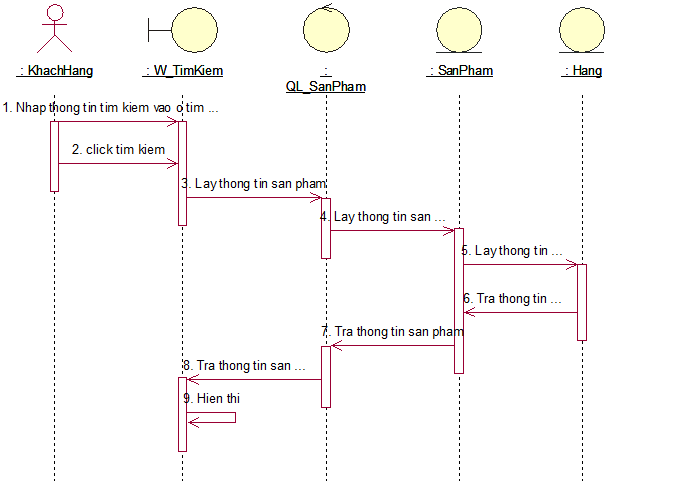 : KhachHang
: W_TimKiem
:
QL_SanPham
: SanPham
: Hang
1. Nhap thong tin tim kiem vao o tim ...
2. click tim kiem
3. Lay thong tin san pham
4. Lay thong tin san ...
5. Lay thong tin ...
6. Tra thong tin ...
7. Tra thong tin san pham
8. Tra thong tin san ...
9. Hien thi